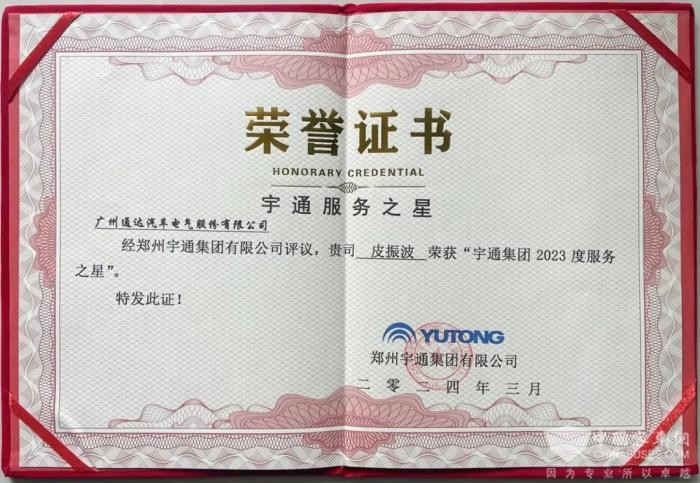 荣誉证书
HONORARY CREDENTIAL
宇通服务之星
广州通达汽车电气股份有限公司
经郑州宇通集团有限公司评议，贵司 皮振波 荣获“宇通集团 2023 度服务
之星”。
特发此证！
YUTONG
郑州宇通集团有限公司
二零二四年三月
因为专业所以卓越